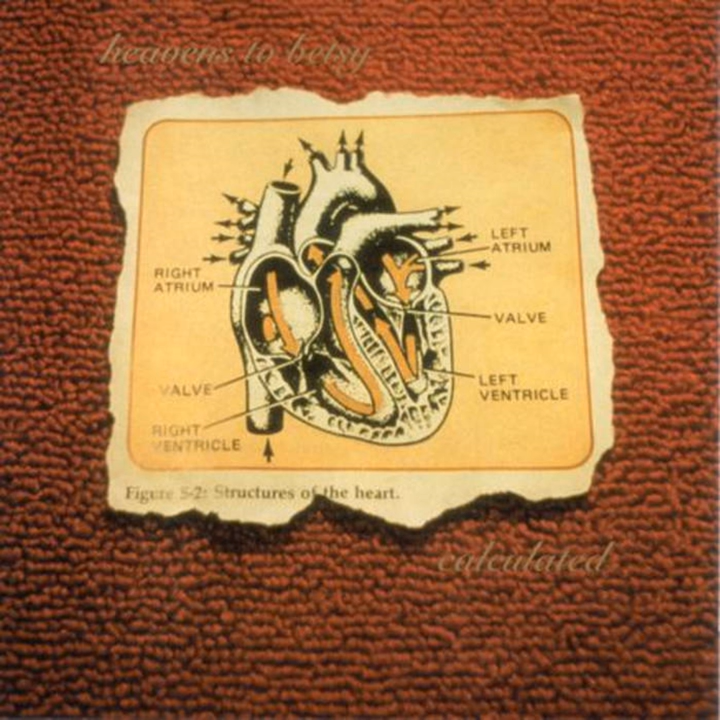 heavens to betsy
LEFT
ATRIUM
RIGHT
ATRIUM
VALVE
LEFT
VENTRICLE
VALVE
RIGHT
VENTRICLE
Figure 5-2: Structures of the heart.
calculated